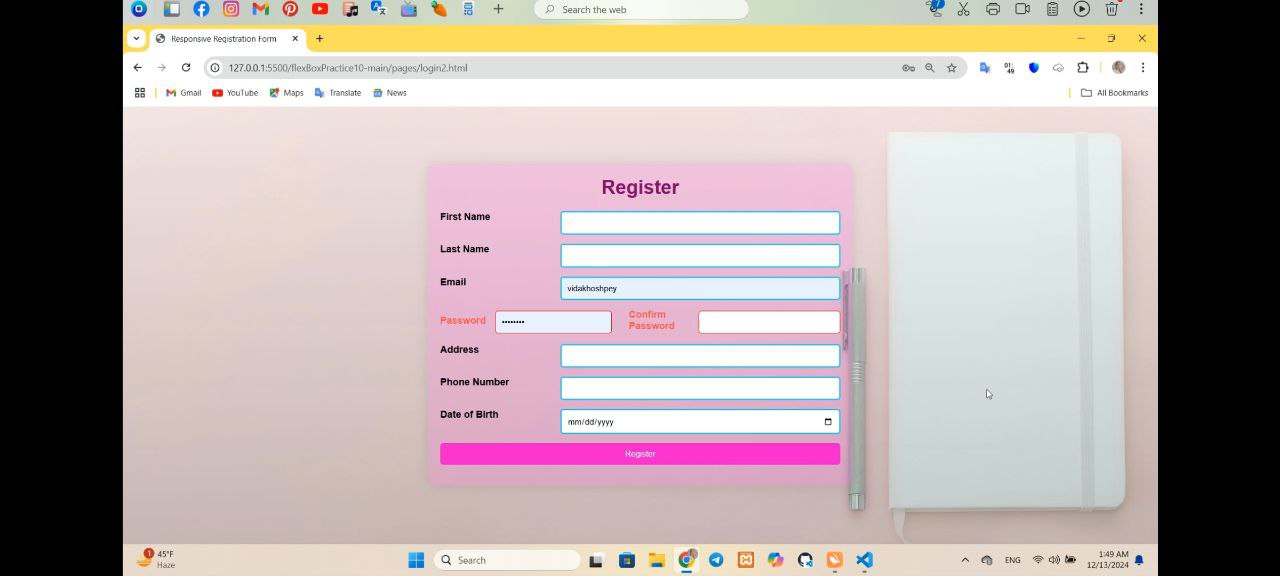 Search the web
Responsive Registration Form
127.0.0.1:5500/flexBoxPractice10-main/pages/login2.html
Gmail
YouTube
Maps
Translate
News
All Bookmarks
Register
First Name
Last Name
Email
vidakhoshpey
Password
Confirm
Password
Address
Phone Number
Date of Birth
mm/dd/yyyy
Register
1
45°F
Haze
Search
ENG
1:49 AM
12/13/2024